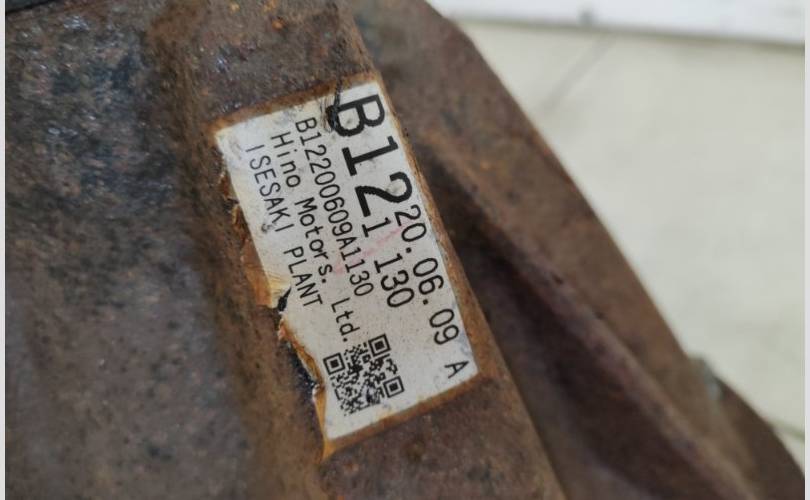 B12 20.06.09 A
1 130
B12200609A1130
Hino Motors. Ltd.
ISESAKI PLANT